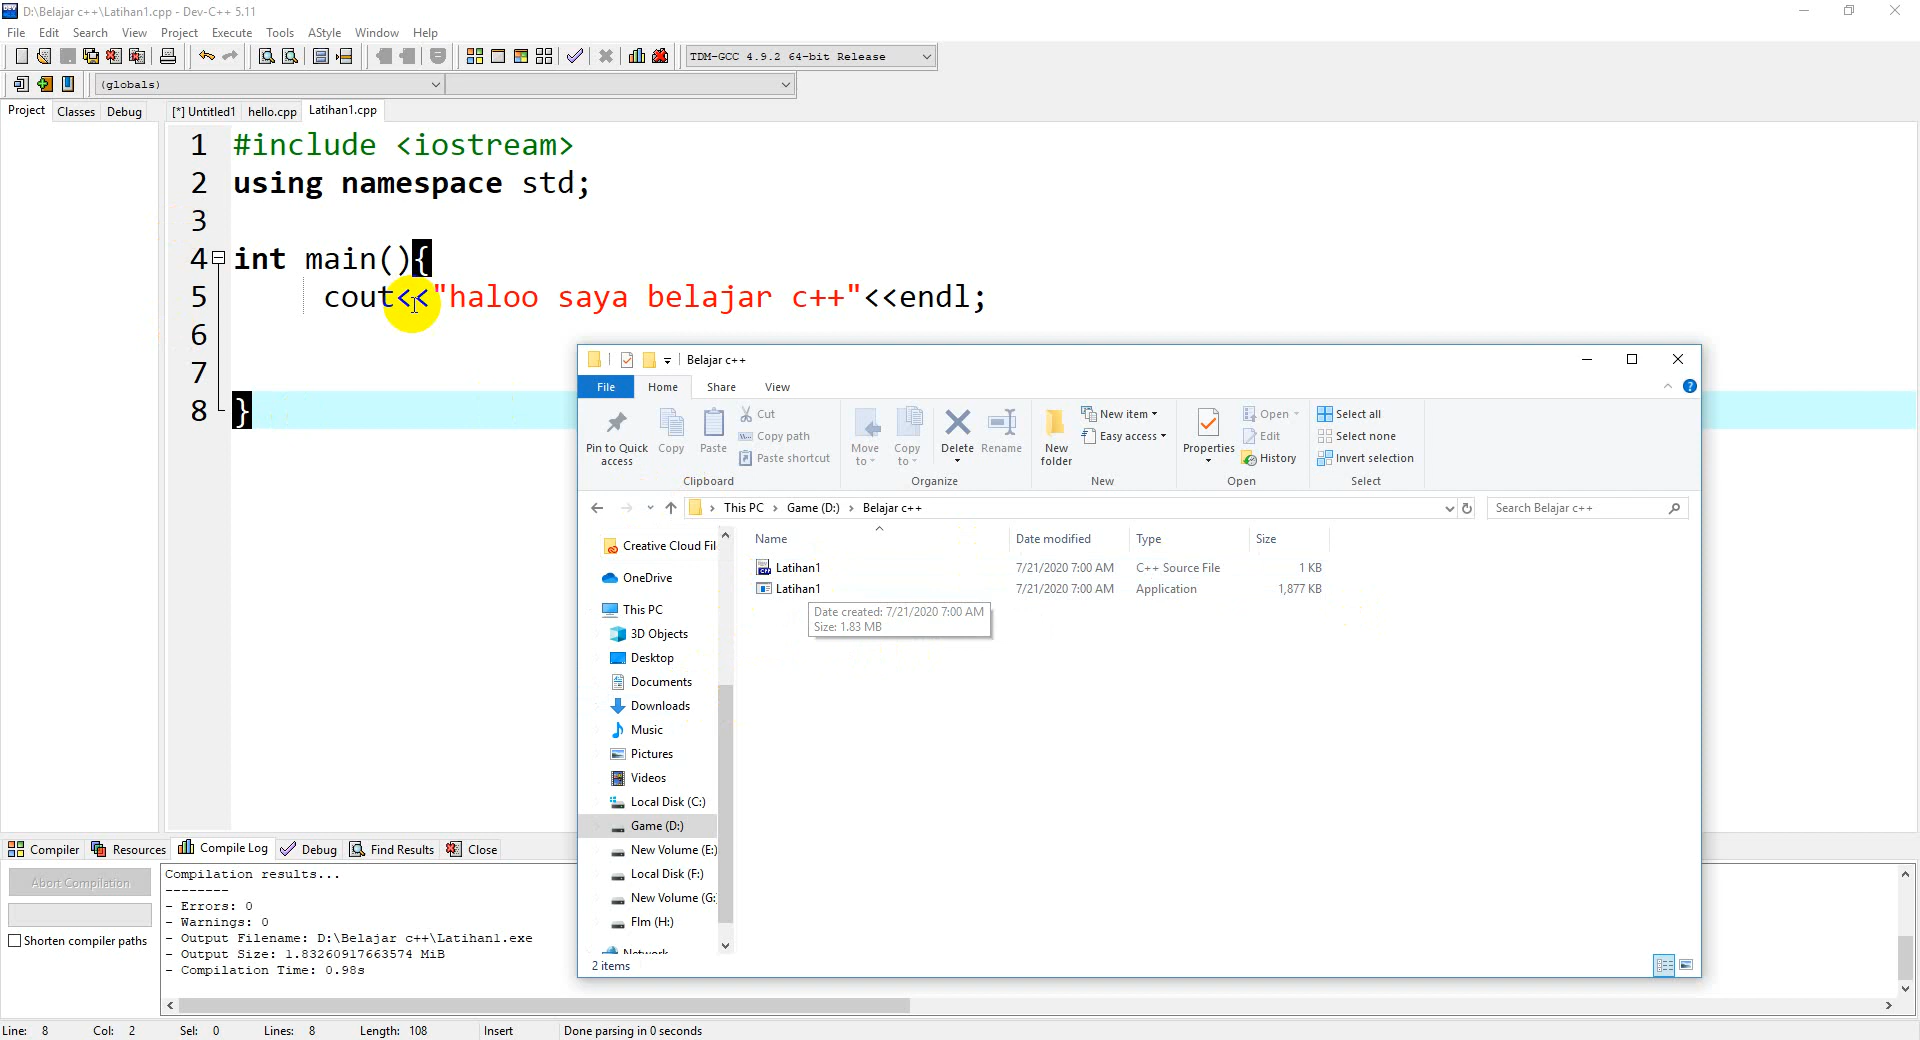 D:\Belajar c++\Latihan1.cpp - Dev-C++ 5.11
File Edit Search View Project Execute Tools AStyle Window Help
TDM-GCC 4.9.2 64-bit Release
(globals)
Project Classes Debug [*] Untitled1 hello.cpp Latihan1.cpp
1 #include <iostream>
2 using namespace std;
3
4 int main(){
5 cout<<"haloo saya belajar c++"<<endl;
6
7
8 }
Belajar c++
File Home Share View
Pin to Quick access
Copy
Paste
Cut
Copy path
Paste shortcut
Clipboard
Move to
Copy to
Delete
Rename
Organize
New folder
New item
Easy access
New
Properties
Open
Edit
History
Open
Select all
Select none
Invert selection
Select
This PC > Game (D:) > Belajar c++
Search Belajar c++
Name Date modified Type Size
Latihan1 7/21/2020 7:00 AM C++ Source File 1 KB
Latihan1 7/21/2020 7:00 AM Application 1,877 KB
Date created: 7/21/2020 7:00 AM
Size: 1.83 MB
Creative Cloud Fil
OneDrive
This PC
3D Objects
Desktop
Documents
Downloads
Music
Pictures
Videos
Local Disk (C:)
Game (D:)
New Volume (E:)
Local Disk (F:)
New Volume (G:
Flm (H:)
Network
2 items
Compiler Resources Compile Log Debug Find Results Close
Abort Compilation
Shorten compiler paths
Compilation results...
--------
- Errors: 0
- Warnings: 0
- Output Filename: D:\Belajar c++\Latihan1.exe
- Output Size: 1.83260917663574 MiB
- Compilation Time: 0.98s
Line: 8 Col: 2 Sel: 0 Lines: 8 Length: 108 Insert Done parsing in 0 seconds